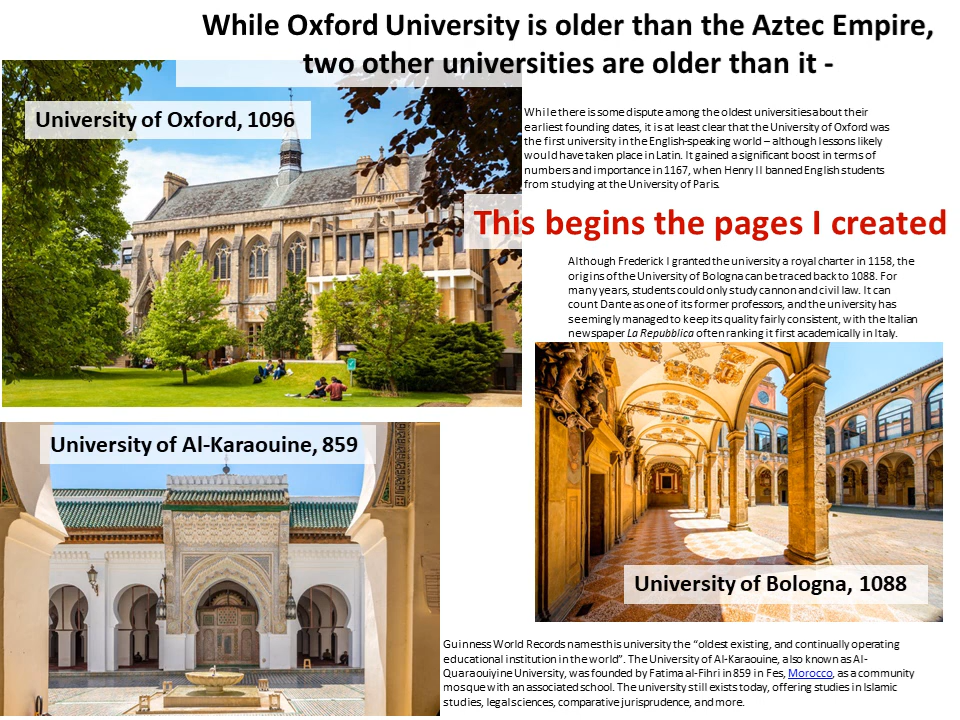 While Oxford University is older than the Aztec Empire,
two other universities are older than it -
University of Oxford, 1096
While there is some dispute among the oldest universities about their
earliest founding dates, it is at least clear that the University of Oxford was
the first university in the English-speaking world – although lessons likely
would have taken place in Latin. It gained a significant boost in terms of
numbers and importance in 1167, when Henry II banned English students
from studying at the University of Paris.
This begins the pages I created
Although Frederick I granted the university a royal charter in 1158, the
origins of the University of Bologna can be traced back to 1088. For
many years, students could only study cannon and civil law. It can
count Dante as one of its former professors, and the university has
seemingly managed to keep its quality fairly consistent, with the Italian
newspaper La Repubblica often ranking it first academically in Italy.
University of Al-Karaouine, 859
University of Bologna, 1088
Guinness World Records names this university the “oldest existing, and continually operating
educational institution in the world”. The University of Al-Karaouine, also known as Al-
Quaraouiyine University, was founded by Fatima al-Fihri in 859 in Fes, Morocco, as a community
mosque with an associated school. The university still exists today, offering studies in Islamic
studies, legal sciences, comparative jurisprudence, and more.